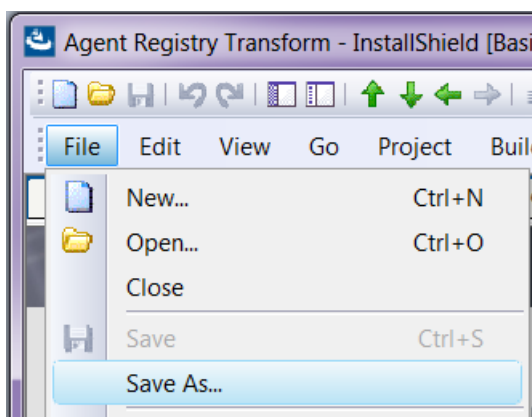 Agent Registry Transform - InstallShield [Basi
File Edit View Go Project Buil
New... Ctrl+N
Open... Ctrl+O
Close
Save Ctrl+S
Save As...